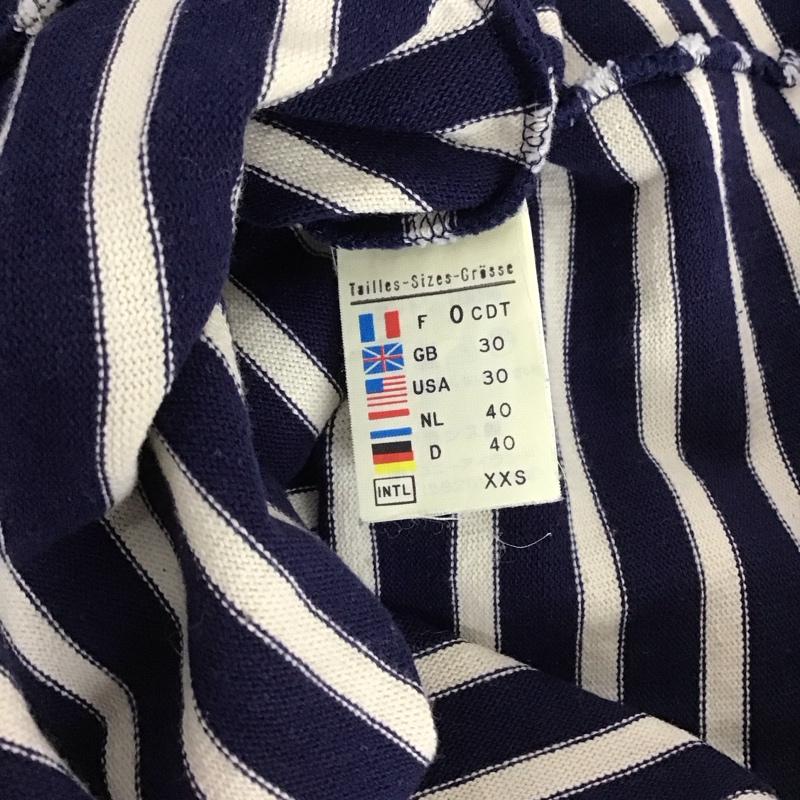 Tailles-Sizes-Grösse
F 0 CDT
GB 30
USA 30
NL 40
D 40
INTL XXS